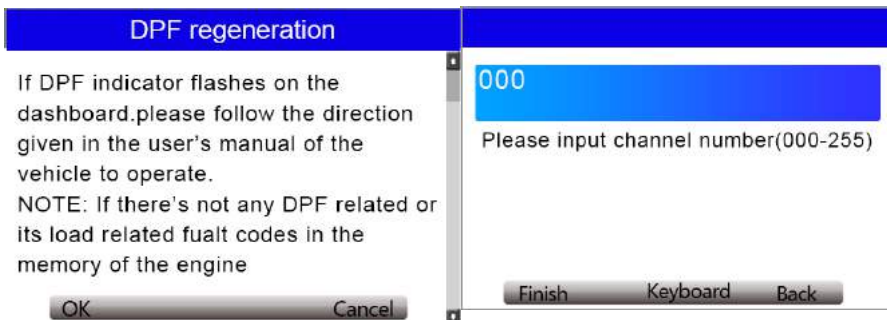 DPF regeneration
If DPF indicator flashes on the
dashboard.please follow the direction
given in the user's manual of the
vehicle to operate.
NOTE: If there's not any DPF related or
its load related fualt codes in the
memory of the engine
OK Cancel
000
Please input channel number(000-255)
Finish Keyboard Back